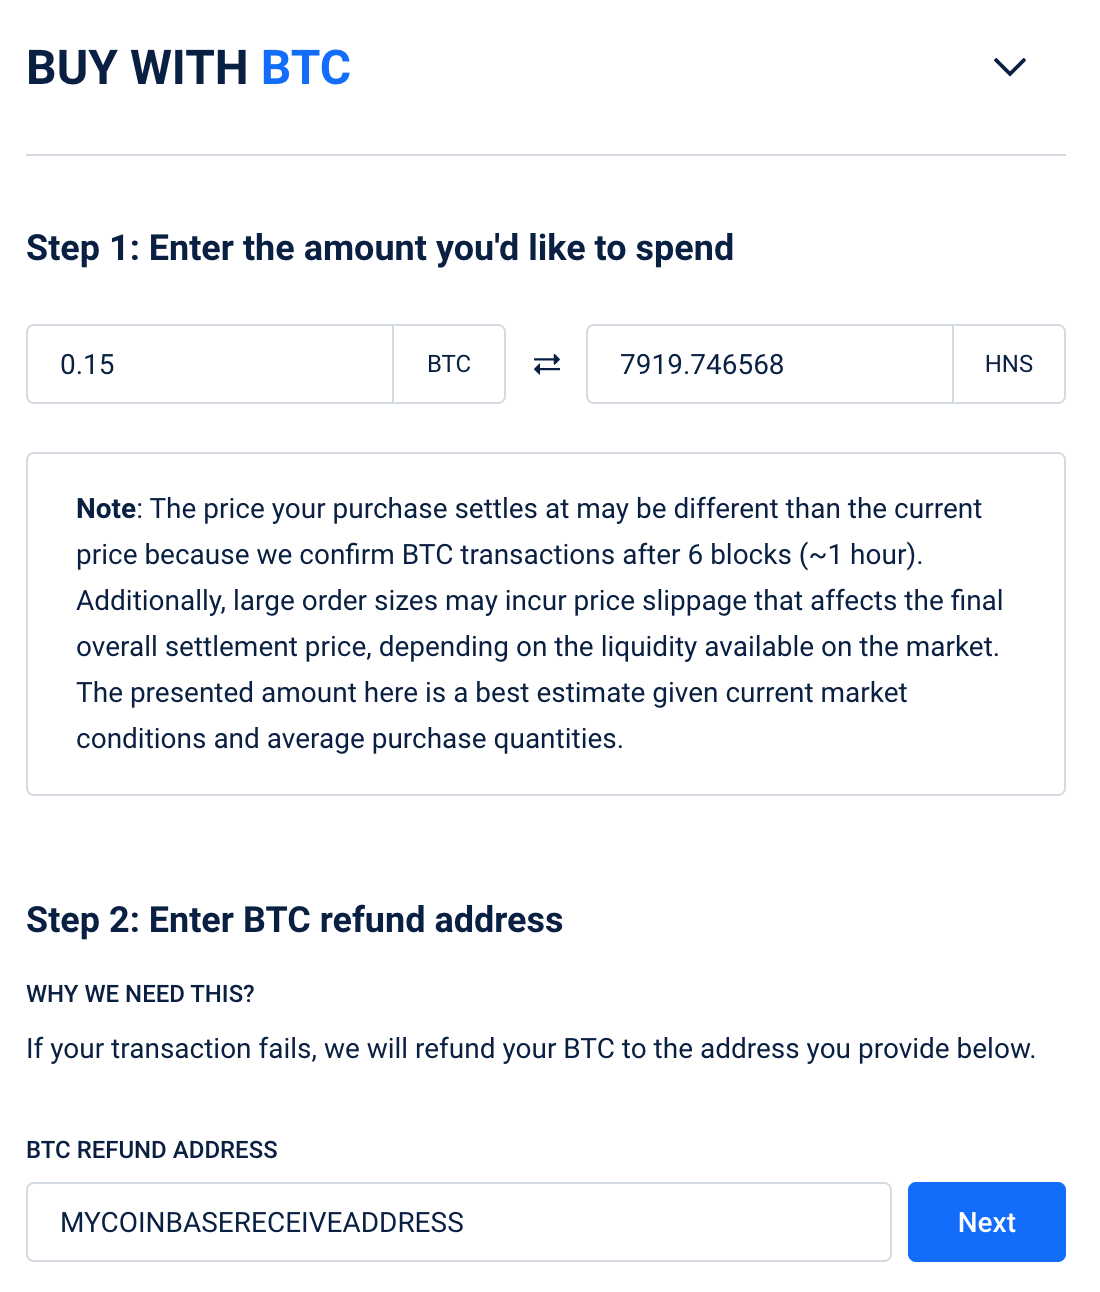 BUY WITH BTC
Step 1: Enter the amount you'd like to spend
0.15 BTC 7919.746568 HNS
Note: The price your purchase settles at may be different than the current
price because we confirm BTC transactions after 6 blocks (~1 hour).
Additionally, large order sizes may incur price slippage that affects the final
overall settlement price, depending on the liquidity available on the market.
The presented amount here is a best estimate given current market
conditions and average purchase quantities.
Step 2: Enter BTC refund address
WHY WE NEED THIS?
If your transaction fails, we will refund your BTC to the address you provide below.
BTC REFUND ADDRESS
MYCOINBASERECEIVEADDRESS Next